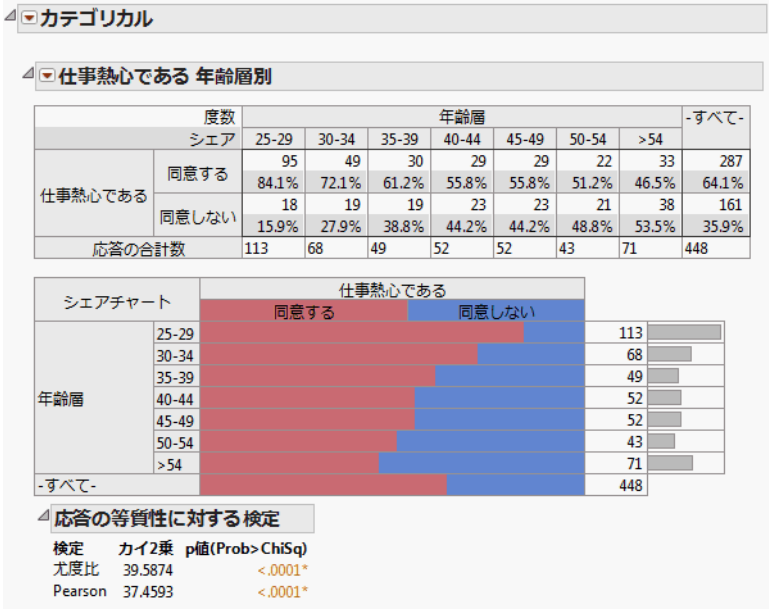 カテゴリカル
仕事熱心である 年齢層別
度数 年齢層 -すべて-
シェア 25-29 30-34 35-39 40-44 45-49 50-54 >54
仕事熱心である 同意する 95 49 30 29 29 22 33 287
84.1% 72.1% 61.2% 55.8% 55.8% 51.2% 46.5% 64.1%
同意しない 18 19 19 23 23 21 38 161
15.9% 27.9% 38.8% 44.2% 44.2% 48.8% 53.5% 35.9%
応答の合計数 113 68 49 52 52 43 71 448
シェアチャート 仕事熱心である
同意する 同意しない
年齢層 25-29 113
30-34 68
35-39 49
40-44 52
45-49 52
50-54 43
>54 71
-すべて- 448
応答の等質性に対する検定
検定 カイ2乗 p値(Prob>ChiSq)
尤度比 39.5874 <.0001*
Pearson 37.4593 <.0001*